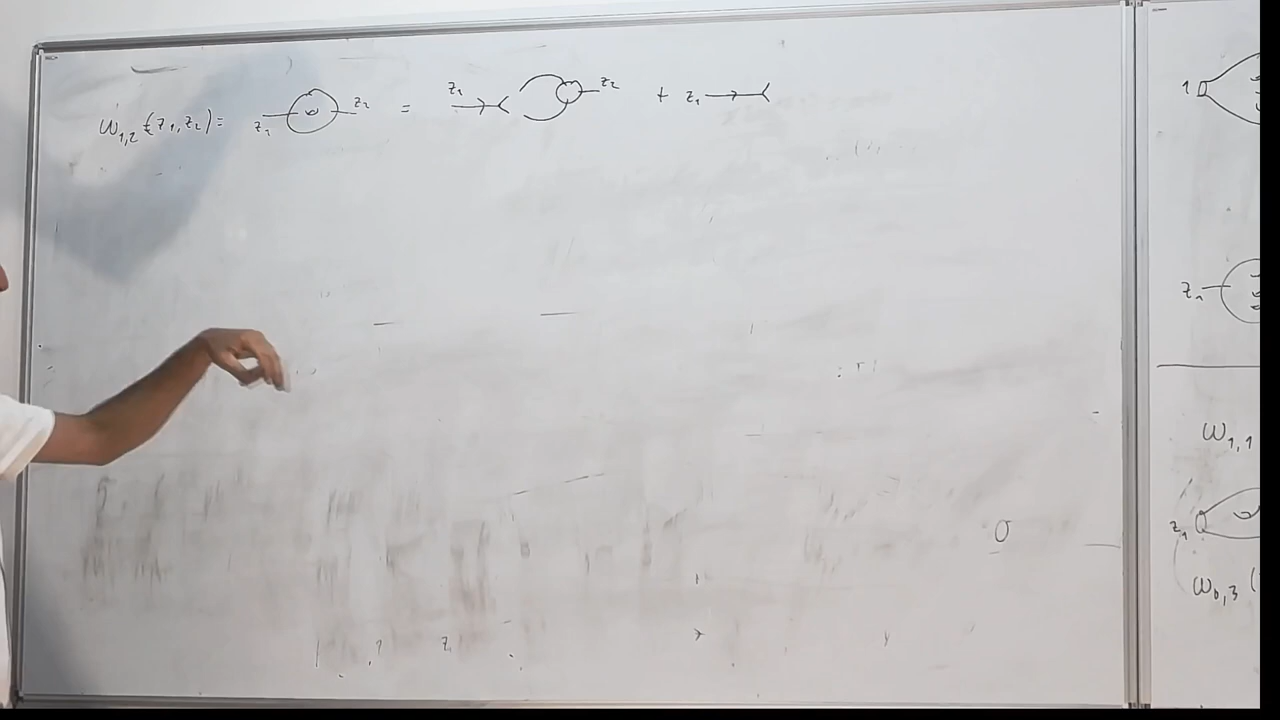 ω₁,₂(z₁,z₂) = z₁ z₂ = z₁ z₂ + z₁
1
z₁
ω₁,₁
z₁
ω₀,₃ (